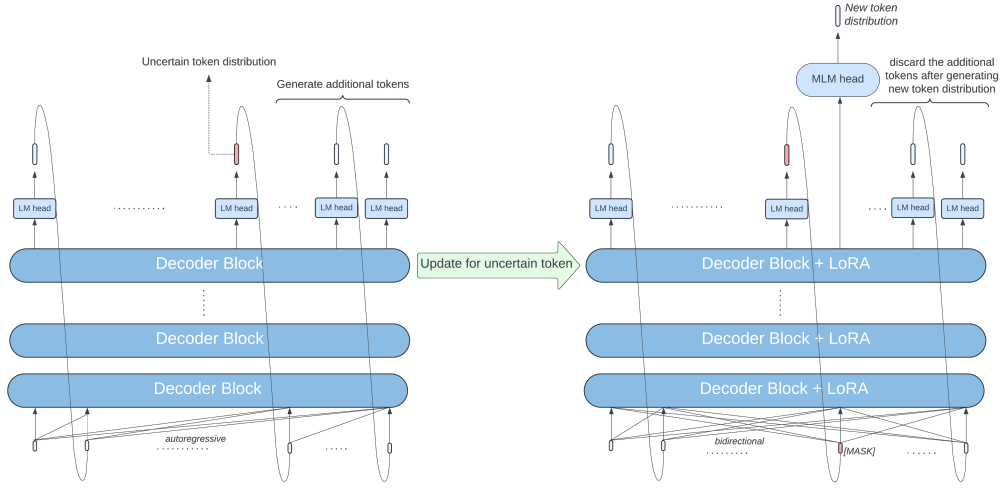 New token
distribution
Uncertain token distribution
Generate additional tokens
MLM head
discard the additional
tokens after generating
new token distribution
LM head
LM head
LM head
LM head
LM head
LM head
LM head
LM head
Decoder Block
Update for uncertain token
Decoder Block + LoRA
Decoder Block
Decoder Block + LoRA
Decoder Block
Decoder Block + LoRA
autoregressive
bidirectional
[MASK]